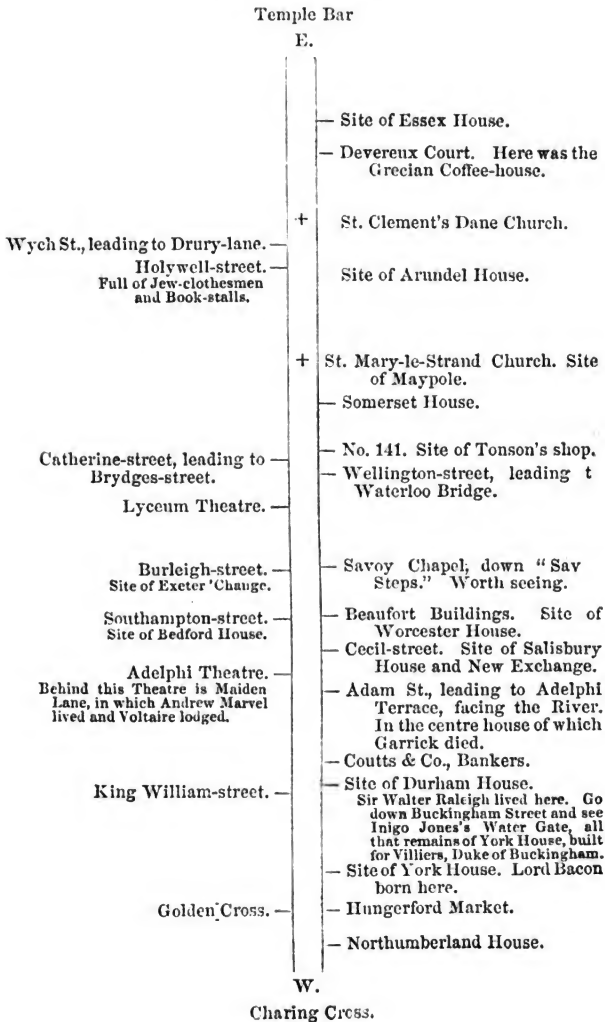 Temple Bar
E.
— Site of Essex House.
— Devereux Court. Here was the
Grecian Coffee-house.
+ St. Clement's Dane Church.
Wych St., leading to Drury-lane. —
Holywell-street. —
Full of Jew-clothesmen
and Book-stalls.
Site of Arundel House.
+ St. Mary-le-Strand Church. Site
of Maypole.
— Somerset House.
— No. 141. Site of Tonson's shop.
Catherine-street, leading to —
Brydges-street.
— Wellington-street, leading t
Waterloo Bridge.
Lyceum Theatre. —
Burleigh-street. —
Site of Exeter 'Change.
— Savoy Chapel, down "Sav
Steps." Worth seeing.
Southampton-street. —
Site of Bedford House.
— Beaufort Buildings. Site of
Worcester House.
— Cecil-street. Site of Salisbury
House and New Exchange.
Adelphi Theatre. —
Behind this Theatre is Maiden
Lane, in which Andrew Marvel
lived and Voltaire lodged.
— Adam St., leading to Adelphi
Terrace, facing the River.
In the centre house of which
Garrick died.
— Coutts & Co., Bankers.
King William-street. —
— Site of Durham House.
Sir Walter Raleigh lived here. Go
down Buckingham Street and see
Inigo Jones's Water Gate, all
that remains of York House, built
for Villiers, Duke of Buckingham.
— Site of York House. Lord Bacon
born here.
Golden Cross. —
— Hungerford Market.
— Northumberland House.
W.
Charing Cross.